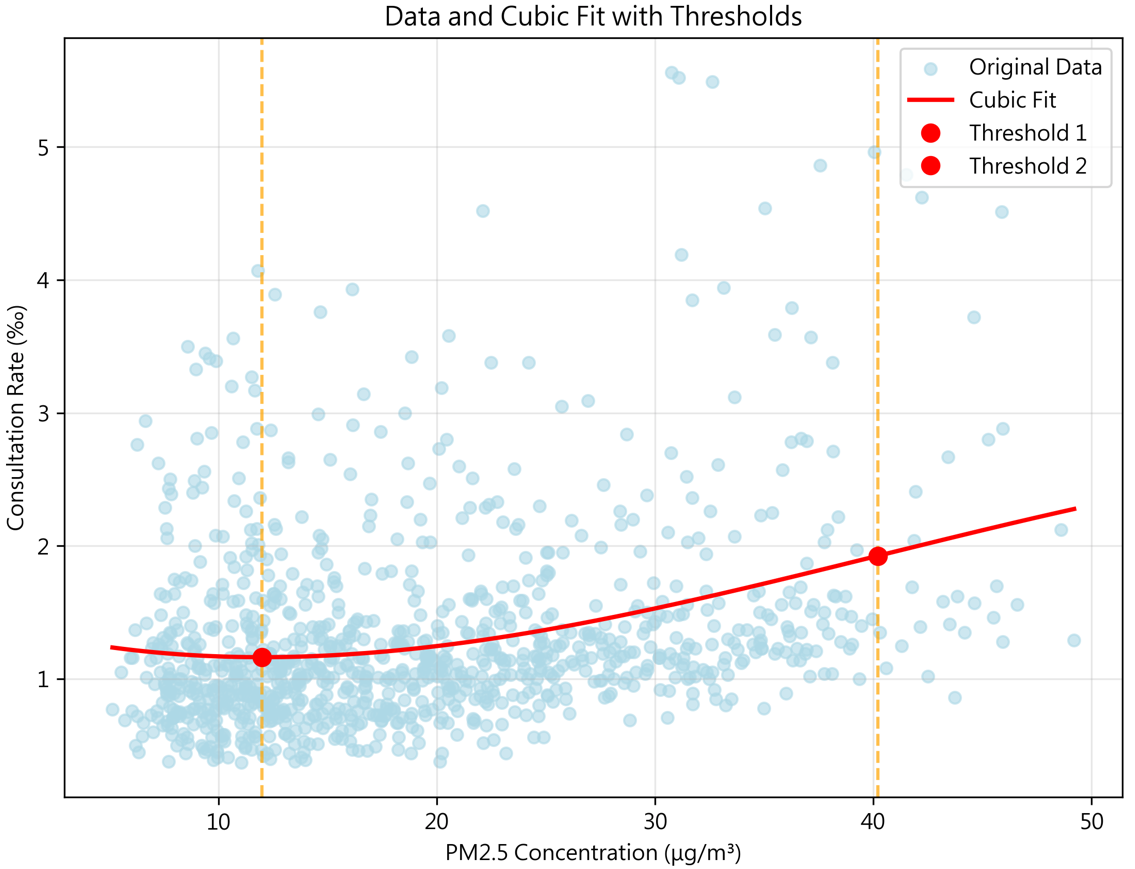 Data and Cubic Fit with Thresholds
Original Data
Cubic Fit
Threshold 1
Threshold 2
5
4
3
2
1
Consultation Rate (‰)
10 20 30 40 50
PM2.5 Concentration (μg/m³)